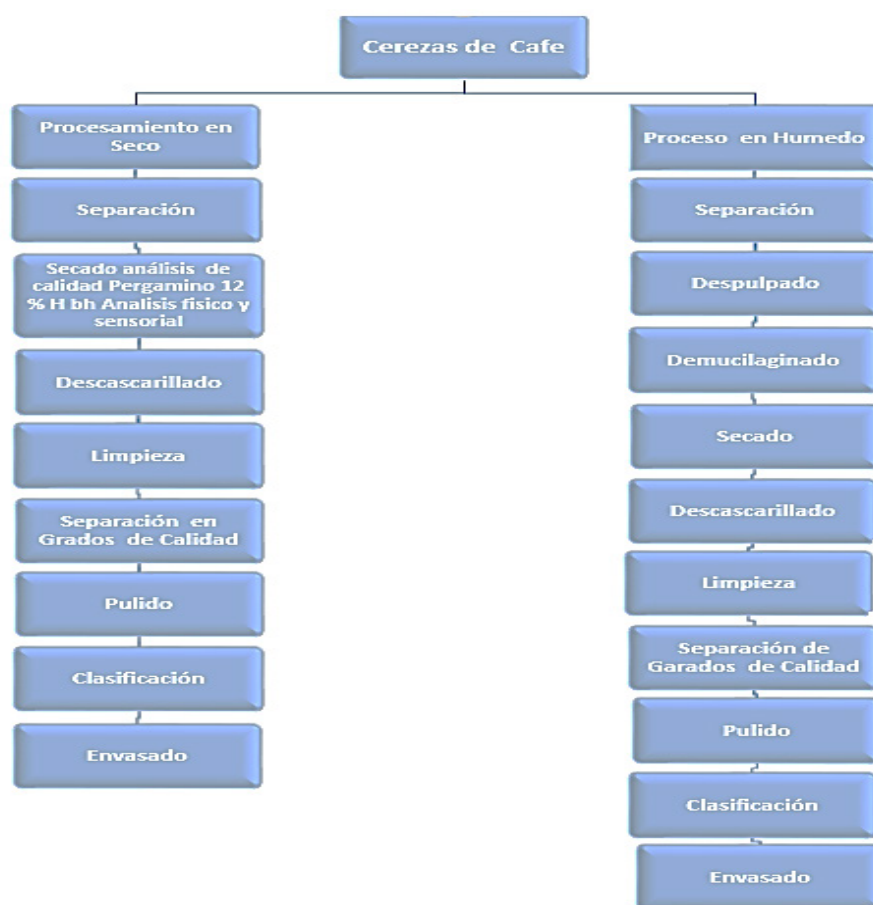 Cerezas de Cafe
Procesamiento en
Seco
Separación
Secado análisis de
calidad Pergamino 12
% H bh Analisis fisico y
sensorial
Descascarillado
Limpieza
Separación en
Grados de Calidad
Pulido
Clasificación
Envasado
Proceso en Humedo
Separación
Despulpado
Demucilaginado
Secado
Descascarillado
Limpieza
Separación de
Garados de Calidad
Pulido
Clasificación
Envasado